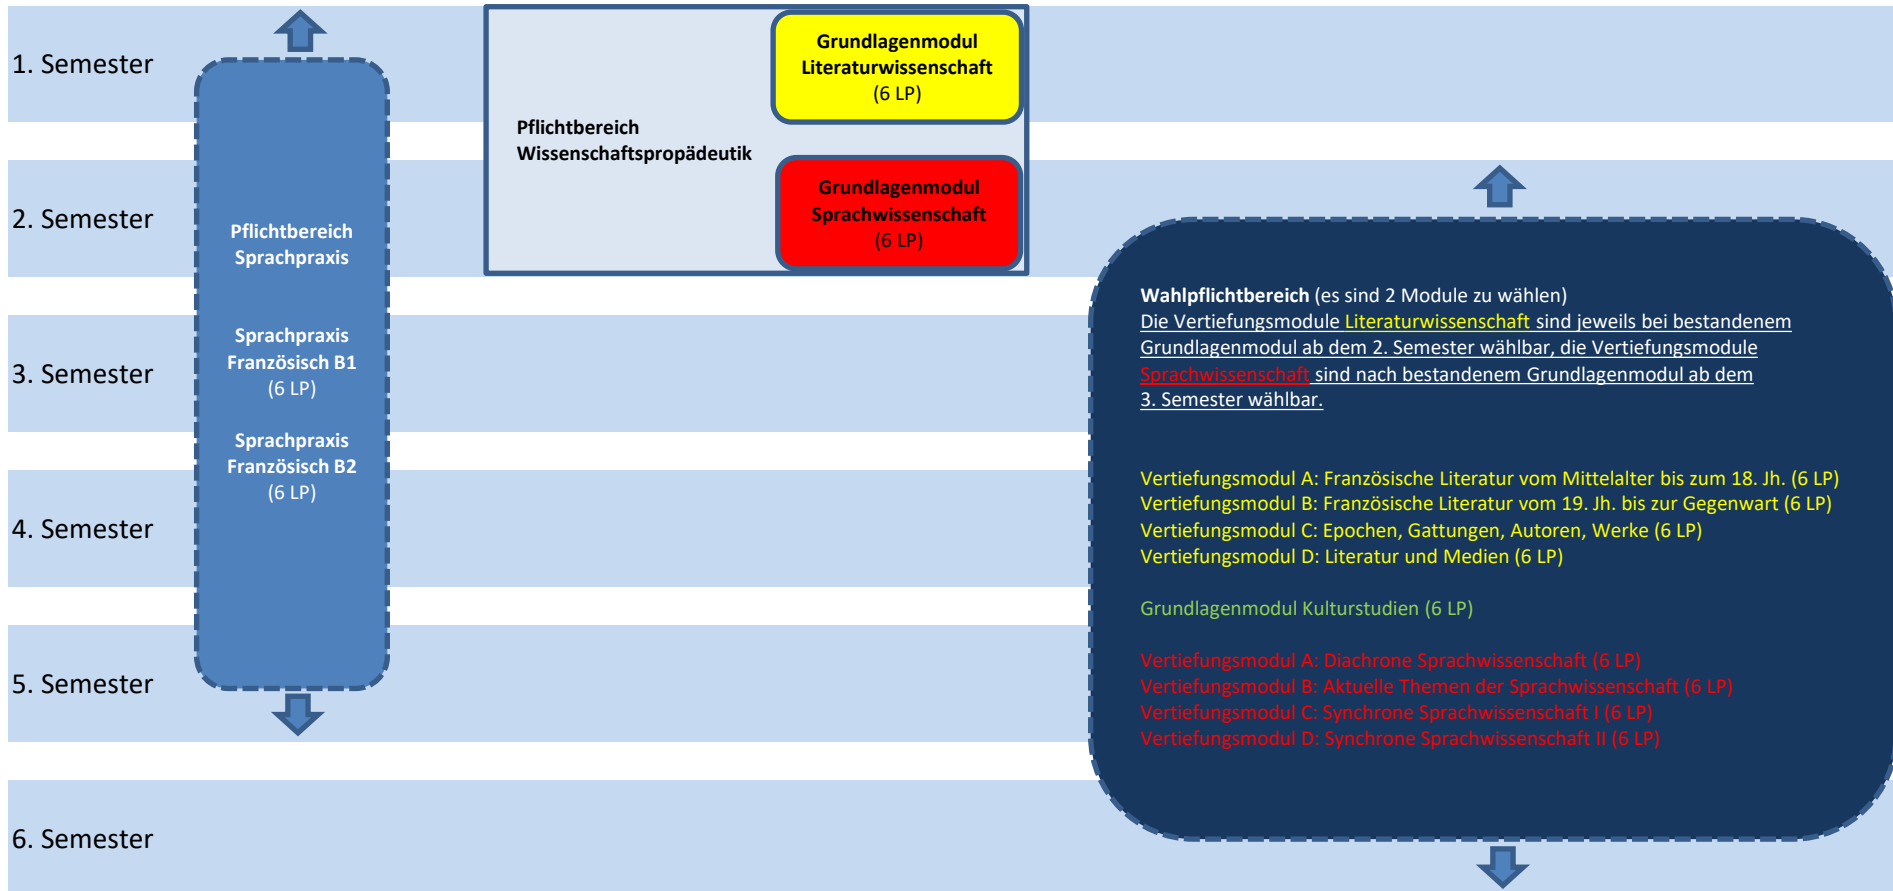 1. Semester
2. Semester
3. Semester
4. Semester
5. Semester
6. Semester
Pflichtbereich
Sprachpraxis
Sprachpraxis
Französisch B1
(6 LP)
Sprachpraxis
Französisch B2
(6 LP)
Pflichtbereich
Wissenschaftspropädeutik
Grundlagenmodul
Literaturwissenschaft
(6 LP)
Grundlagenmodul
Sprachwissenschaft
(6 LP)
Wahlpflichtbereich (es sind 2 Module zu wählen)
Die Vertiefungsmodule Literaturwissenschaft sind jeweils bei bestandenem
Grundlagenmodul ab dem 2. Semester wählbar, die Vertiefungsmodule
Sprachwissenschaft sind nach bestandenem Grundlagenmodul ab dem
3. Semester wählbar.
Vertiefungsmodul A: Französische Literatur vom Mittelalter bis zum 18. Jh. (6 LP)
Vertiefungsmodul B: Französische Literatur vom 19. Jh. bis zur Gegenwart (6 LP)
Vertiefungsmodul C: Epochen, Gattungen, Autoren, Werke (6 LP)
Vertiefungsmodul D: Literatur und Medien (6 LP)
Grundlagenmodul Kulturstudien (6 LP)
Vertiefungsmodul A: Diachrone Sprachwissenschaft (6 LP)
Vertiefungsmodul B: Aktuelle Themen der Sprachwissenschaft (6 LP)
Vertiefungsmodul C: Synchrone Sprachwissenschaft I (6 LP)
Vertiefungsmodul D: Synchrone Sprachwissenschaft II (6 LP)